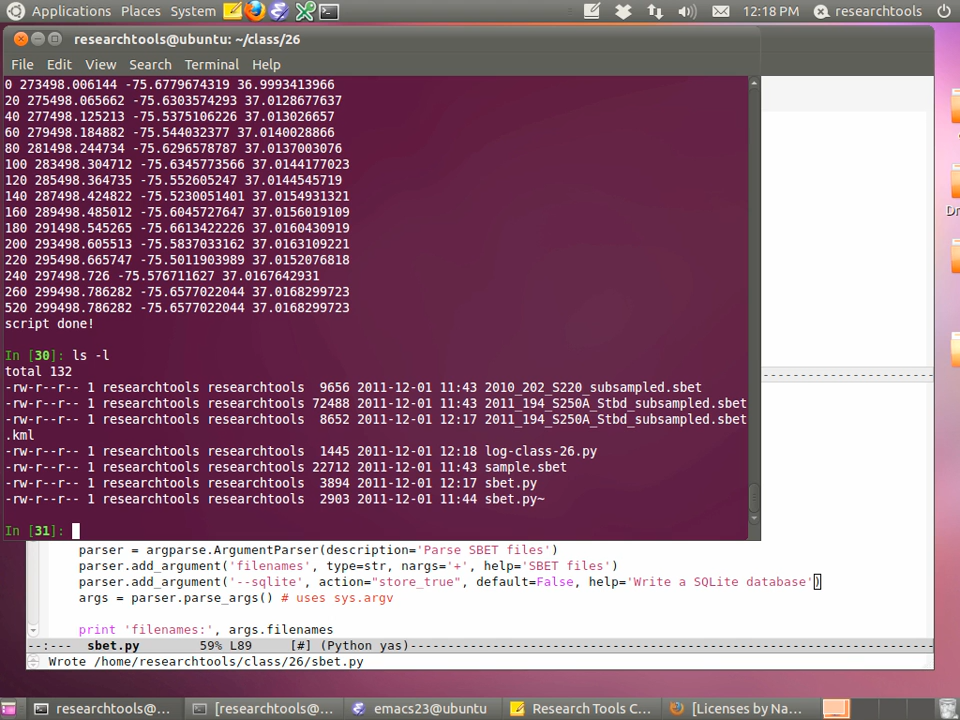 Applications Places System 12:18 PM researchtools
researchtools@ubuntu: ~/class/26
File Edit View Search Terminal Help
0 273498.006144 -75.6779674319 36.9993413966
20 275498.065662 -75.6303574293 37.0128677637
40 277498.125213 -75.5375106226 37.013026657
60 279498.184882 -75.544032377 37.0140028866
80 281498.244734 -75.6296578787 37.0137003076
100 283498.304712 -75.6345773566 37.0144177023
120 285498.364735 -75.552605247 37.0144545719
140 287498.424822 -75.5230051401 37.0154931321
160 289498.485012 -75.6045727647 37.0156019109
180 291498.545265 -75.6613422226 37.0160430919
200 293498.605513 -75.5837033162 37.0163109221
220 295498.665747 -75.5011903989 37.0152076818
240 297498.726 -75.576711627 37.0167642931
260 299498.786282 -75.6577022044 37.0168299723
520 299498.786282 -75.6577022044 37.0168299723
script done!
In [30]: ls -l
total 132
-rw-r--r-- 1 researchtools researchtools  9656 2011-12-01 11:43 2010_202_S220_subsampled.sbet
-rw-r--r-- 1 researchtools researchtools 72488 2011-12-01 11:43 2011_194_S250A_Stbd_subsampled.sbet
-rw-r--r-- 1 researchtools researchtools  8652 2011-12-01 12:17 2011_194_S250A_Stbd_subsampled.sbet
.kml
-rw-r--r-- 1 researchtools researchtools  1445 2011-12-01 12:18 log-class-26.py
-rw-r--r-- 1 researchtools researchtools 22712 2011-12-01 11:43 sample.sbet
-rw-r--r-- 1 researchtools researchtools  3894 2011-12-01 12:17 sbet.py
-rw-r--r-- 1 researchtools researchtools  2903 2011-12-01 11:44 sbet.py~
In [31]:
parser = argparse.ArgumentParser(description='Parse SBET files')
parser.add_argument('filenames', type=str, nargs='+', help='SBET files')
parser.add_argument('--sqlite', action="store_true", default=False, help='Write a SQLite database')
args = parser.parse_args() # uses sys.argv
print 'filenames:', args.filenames
--:--- sbet.py 59% L89 [#] (Python yas)----------
Wrote /home/researchtools/class/26/sbet.py
researchtools@... [researchtools@... emacs23@ubuntu Research Tools C... [Licenses by Na...